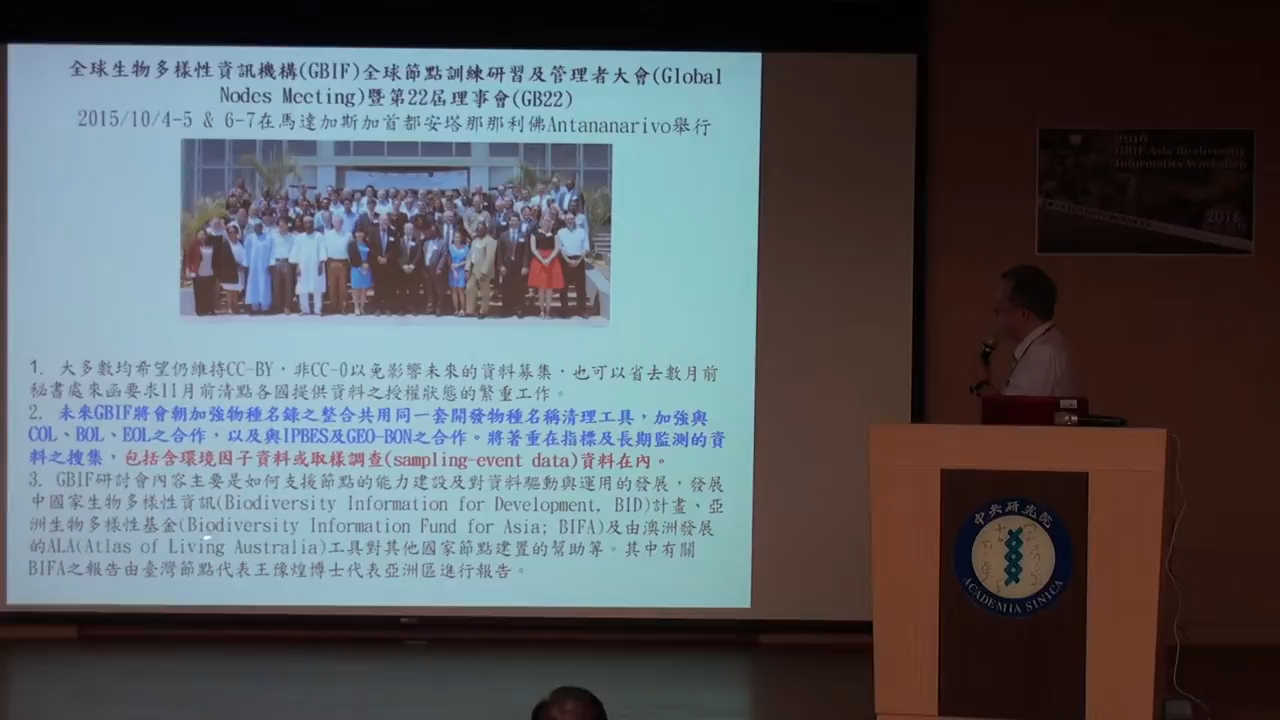 全球生物多樣性資訊機構(GBIF)全球節點訓練研習及管理者大會(Global
Nodes Meeting)暨第22屆理事會(GB22)
2015/10/4-5 & 6-7在馬達加斯加首都安塔那那利佛Antananarivo舉行
1. 大多數均希望仍維持CC-BY，非CC-0以免影響未來的資料募集，也可以省去數月前
秘書處來函要求11月前清點各國提供資料之授權狀態的繁重工作。
2. 未來GBIF將會朝加強物種名錄之整合共用同一套開發物種名稱清理工具，加強與
COL、BOL、EOL之合作，以及與IPBES及GEO-BON之合作。將著重在指標及長期監測的資
料之搜集，包括含環境因子資料或取樣調查(sampling-event data)資料在內。
3. GBIF研討會內容主要是如何支援節點的能力建設及對資料驅動與運用的發展，發展
中國家生物多樣性資訊(Biodiversity Information for Development, BID)計畫、亞
洲生物多樣性基金(Biodiversity Information Fund for Asia; BIFA)及由澳洲發展
的ALA(Atlas of Living Australia)工具對其他國家節點建置的幫助等。其中有關
BIFA之報告由臺灣節點代表王豫煌博士代表亞洲區進行報告。
2016
GBIF Asia Biodiversity
Informatics Workshop
2016
中央研究院
ACADEMIA SINICA